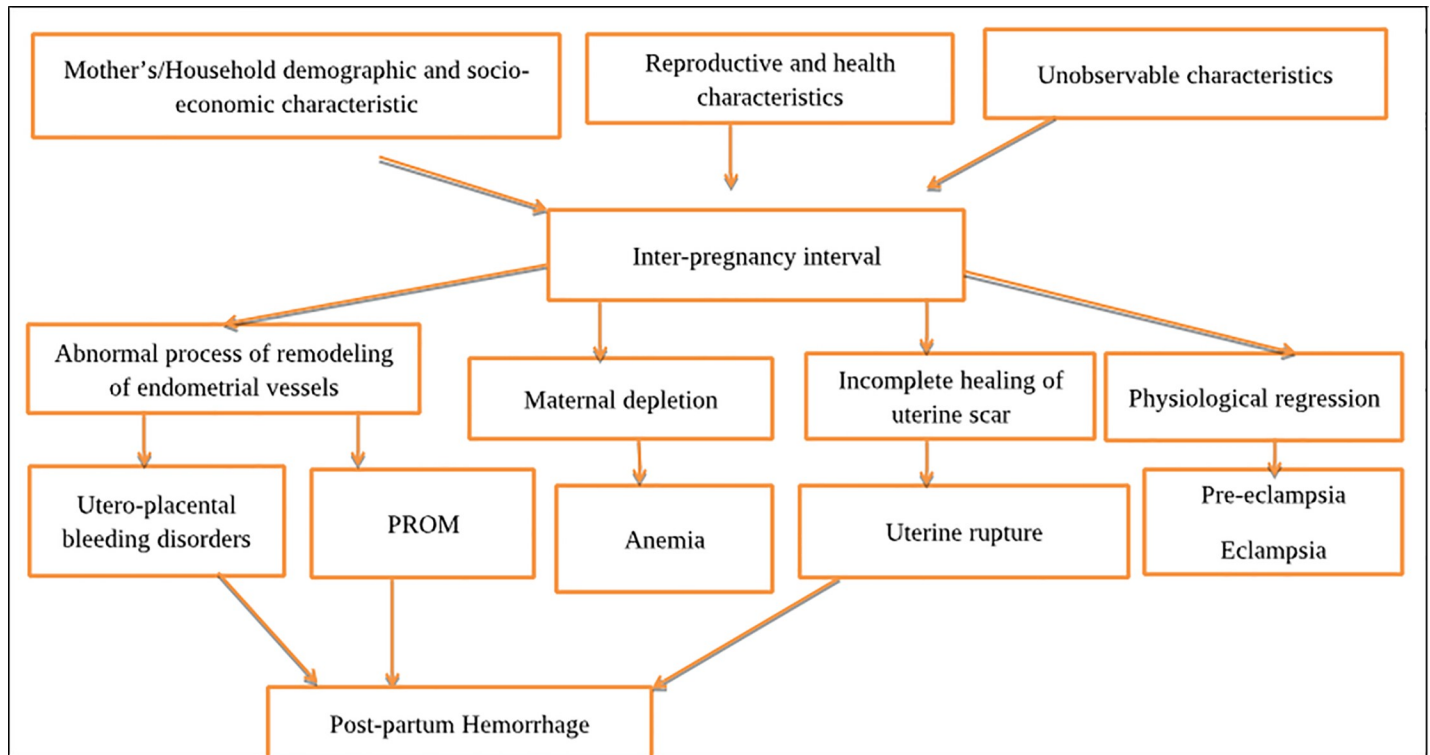 Mother's/Household demographic and socio-
economic characteristic
Reproductive and health
characteristics
Unobservable characteristics
Inter-pregnancy interval
Abnormal process of remodeling
of endometrial vessels
Maternal depletion
Incomplete healing of
uterine scar
Physiological regression
Utero-placental
bleeding disorders
PROM
Anemia
Uterine rupture
Pre-eclampsia
Eclampsia
Post-partum Hemorrhage